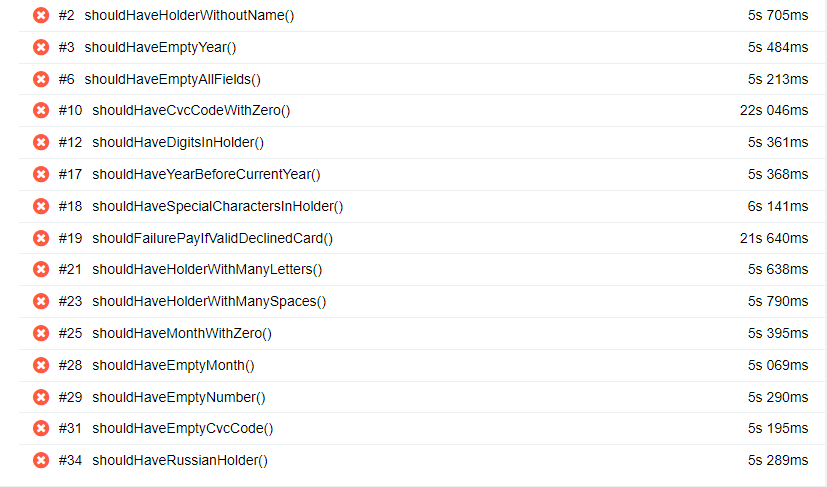 #2 shouldHaveHolderWithoutName() 5s 705ms
#3 shouldHaveEmptyYear() 5s 484ms
#6 shouldHaveEmptyAllFields() 5s 213ms
#10 shouldHaveCvcCodeWithZero() 22s 046ms
#12 shouldHaveDigitsInHolder() 5s 361ms
#17 shouldHaveYearBeforeCurrentYear() 5s 368ms
#18 shouldHaveSpecialCharactersInHolder() 6s 141ms
#19 shouldFailurePayIfValidDeclinedCard() 21s 640ms
#21 shouldHaveHolderWithManyLetters() 5s 638ms
#23 shouldHaveHolderWithManySpaces() 5s 790ms
#25 shouldHaveMonthWithZero() 5s 395ms
#28 shouldHaveEmptyMonth() 5s 069ms
#29 shouldHaveEmptyNumber() 5s 290ms
#31 shouldHaveEmptyCvcCode() 5s 195ms
#34 shouldHaveRussianHolder() 5s 289ms